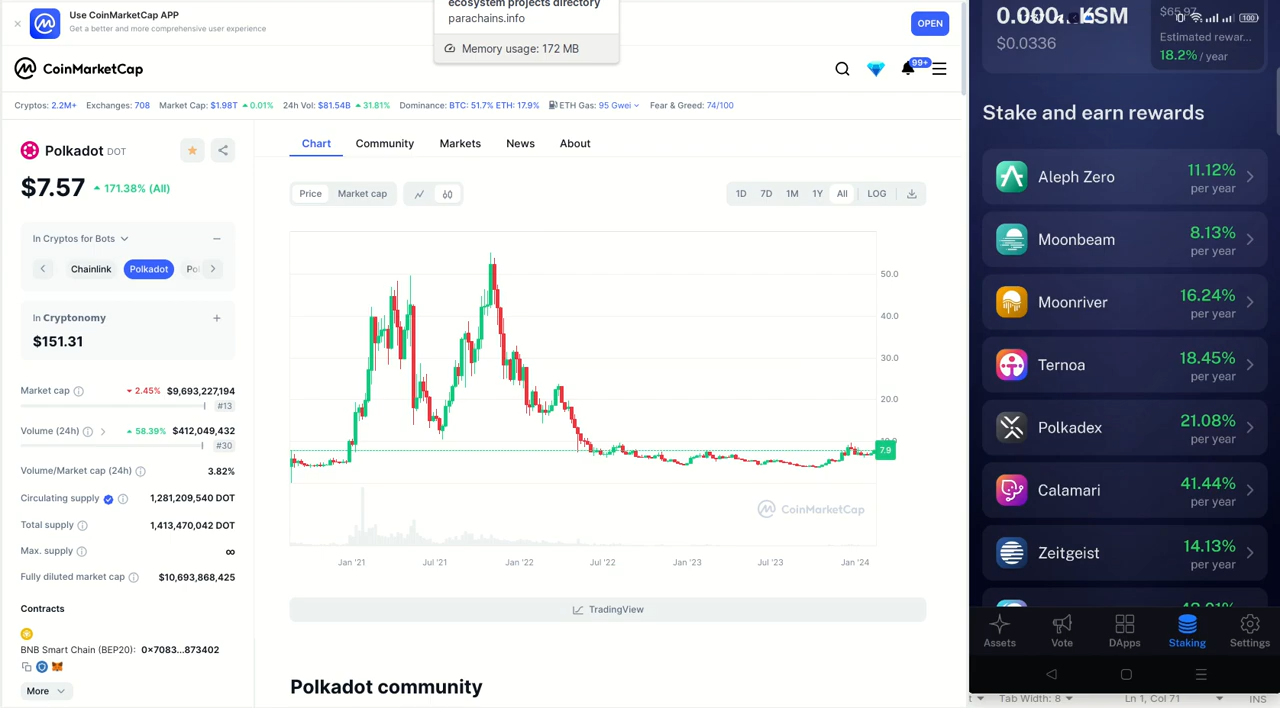 Use CoinMarketCap APP
Get a better and more comprehensive user experience
ecosystem projects directory
parachains.info
Memory usage: 172 MB
OPEN
CoinMarketCap
99+
Cryptos: 2.2M+ Exchanges: 708 Market Cap: $1.98T 0.01% 24h Vol: $81.54B 31.81% Dominance: BTC: 51.7% ETH: 17.9% ETH Gas: 95 Gwei Fear & Greed: 74/100
Polkadot DOT
$7.57 171.38% (All)
In Cryptos for Bots
Chainlink Polkadot Pol
In Cryptonomy
$151.31
Market cap 2.45% $9,693,227,194
#13
Volume (24h) 58.39% $412,049,432
#30
Volume/Market cap (24h) 3.82%
Circulating supply 1,281,209,540 DOT
Total supply 1,413,470,042 DOT
Max. supply ∞
Fully diluted market cap $10,693,868,425
Contracts
BNB Smart Chain (BEP20): 0x7083...873402
More
Chart Community Markets News About
Price Market cap
1D 7D 1M 1Y All LOG
50.0
40.0
30.0
20.0
10.0
7.9
CoinMarketCap
Jan '21 Jul '21 Jan '22 Jul '22 Jan '23 Jul '23 Jan '24
TradingView
Polkadot community
0.000.. KSM
$0.0336
$65.97
100
Estimated rewar...
18.2% / year
Stake and earn rewards
Aleph Zero 11.12%
per year
Moonbeam 8.13%
per year
Moonriver 16.24%
per year
Ternoa 18.45%
per year
Polkadex 21.08%
per year
Calamari 41.44%
per year
Zeitgeist 14.13%
per year
Assets Vote DApps Staking Settings
t Tab Width: 8 Ln 1, Col 71 INS